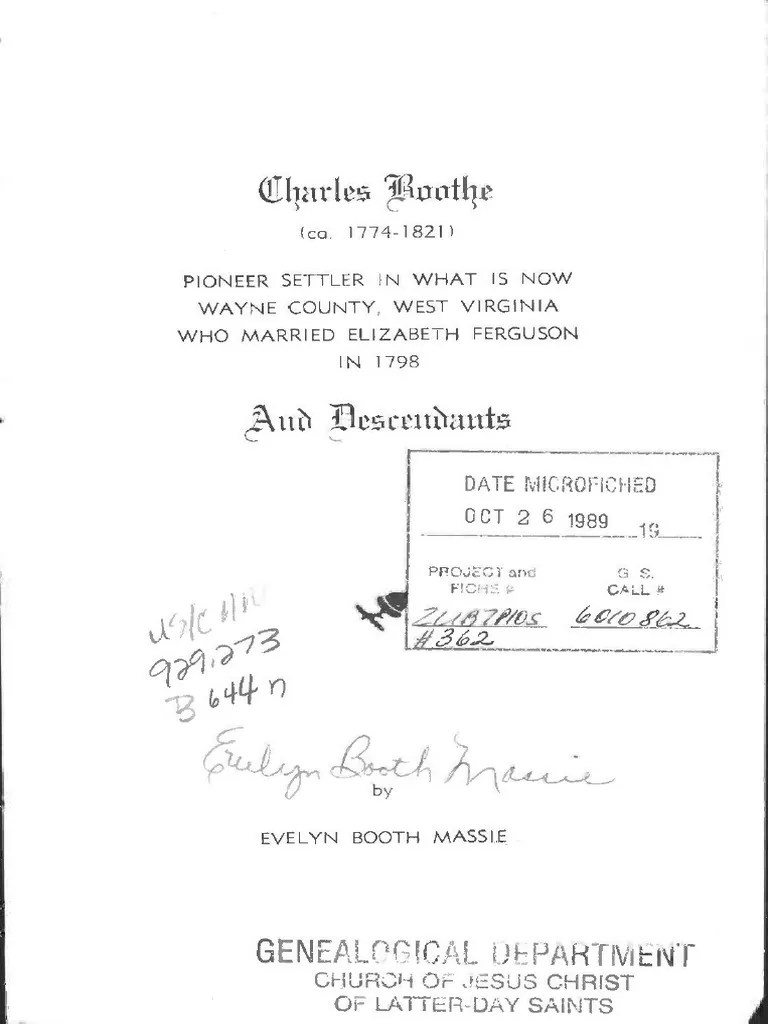 Charles Boothe
(ca. 1774-1821)
PIONEER SETTLER IN WHAT IS NOW
WAYNE COUNTY, WEST VIRGINIA
WHO MARRIED ELIZABETH FERGUSON
IN 1798
And Descendants
DATE MICROFICHED
OCT 26 1989 19
PROJECT and G. S.
FICHE # CALL #
6010862
#362
929.273
B644n
Evelyn Booth Massie
by
EVELYN BOOTH MASSIE
GENEALOGICAL DEPARTMENT
CHURCH OF JESUS CHRIST
OF LATTER-DAY SAINTS